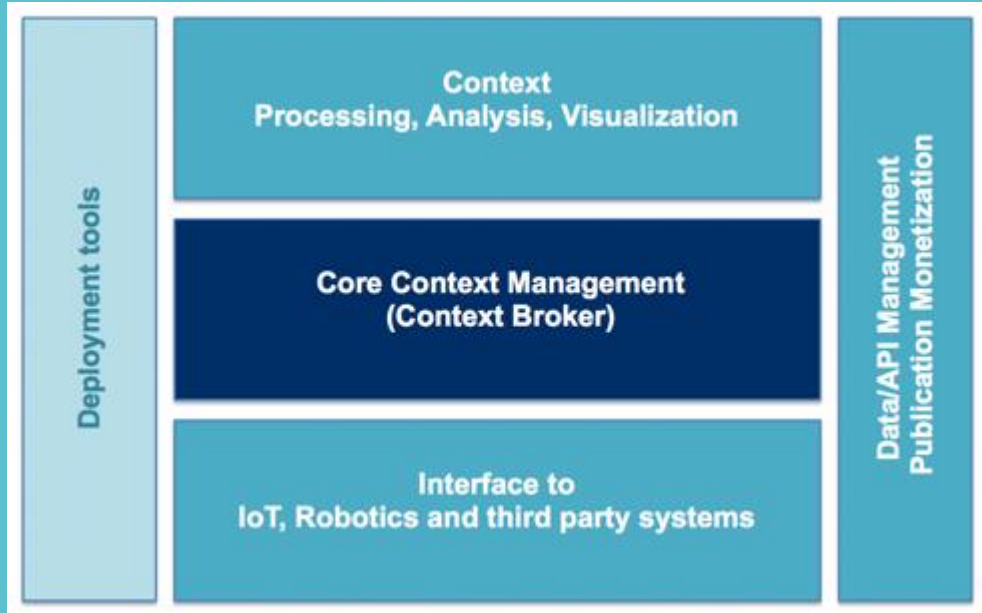 Deployment tools
Context
Processing, Analysis, Visualization
Core Context Management
(Context Broker)
Interface to
IoT, Robotics and third party systems
Data/API Management
Publication Monetization